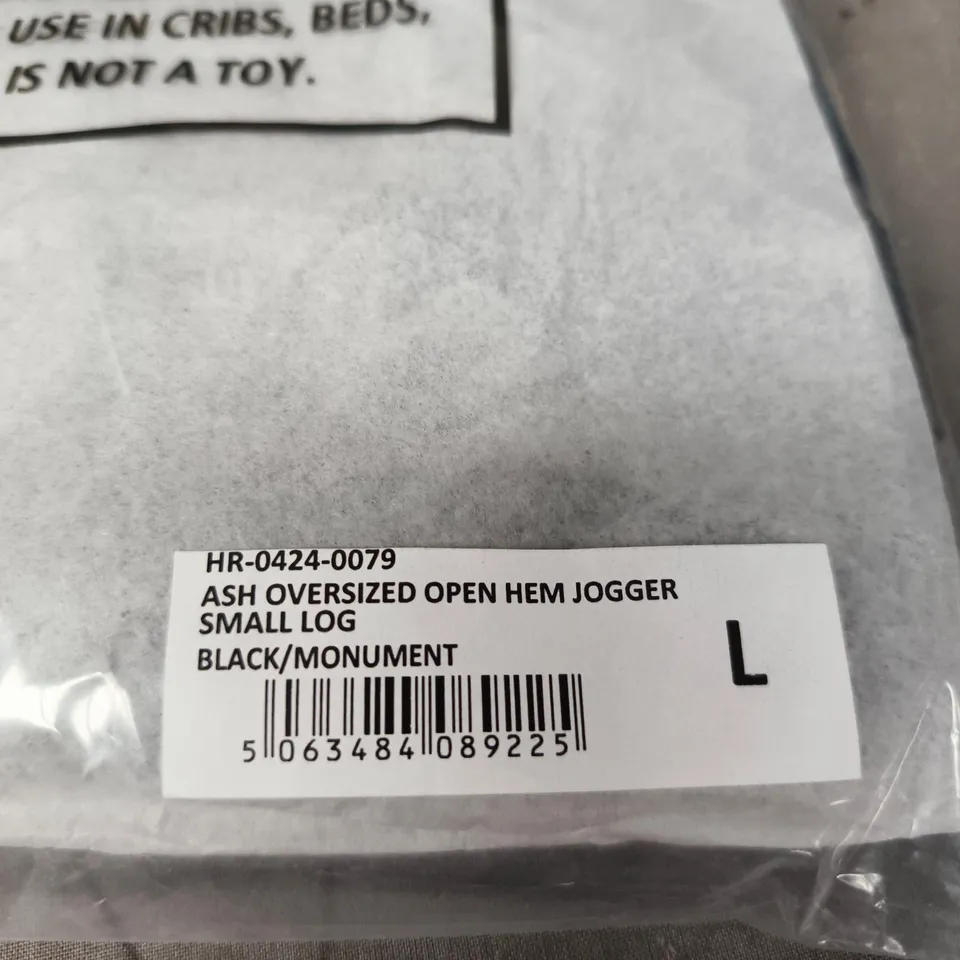 USE IN CRIBS, BEDS,
IS NOT A TOY.
HR-0424-0079
ASH OVERSIZED OPEN HEM JOGGER
SMALL LOG
BLACK/MONUMENT
L
5 063484 089225